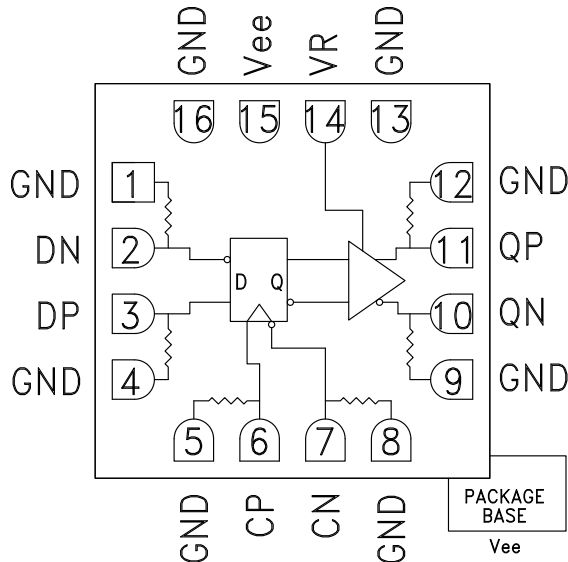 GND
Vee
VR
GND
16
15
14
13
GND
1
12
GND
DN
2
11
QP
D
Q
DP
3
10
QN
GND
4
9
GND
5
6
7
8
GND
CP
CN
GND
PACKAGE
BASE
Vee